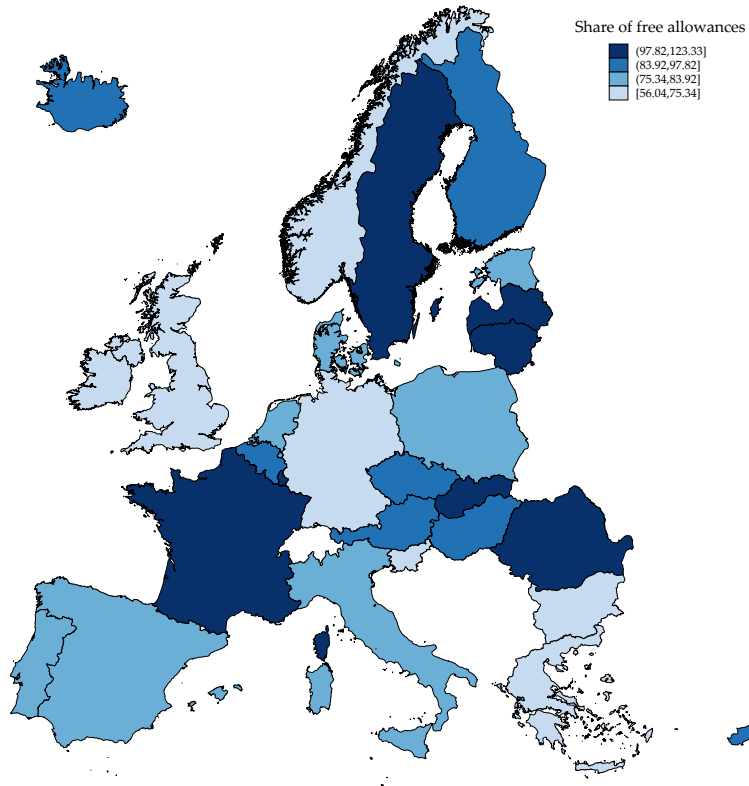 Share of free allowances
(97.82,123.33]
(83.92,97.82]
(75.34,83.92]
[56.04,75.34]